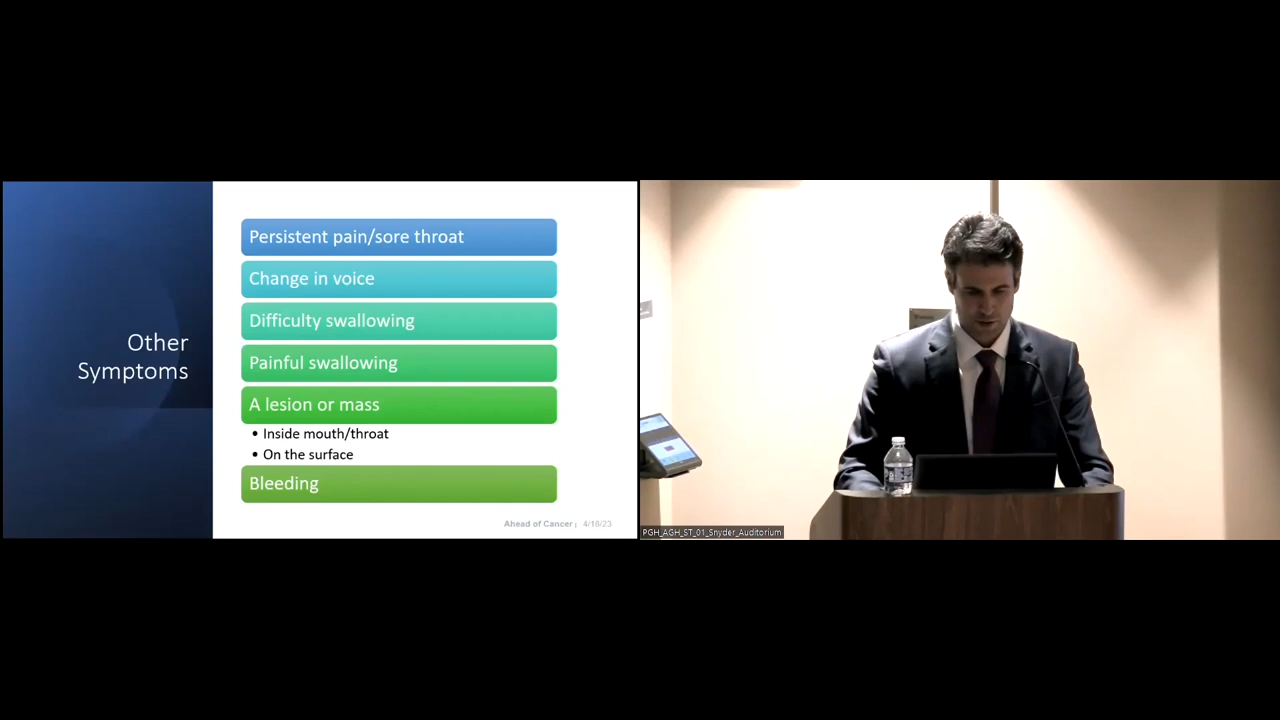 Other
Symptoms
Persistent pain/sore throat
Change in voice
Difficulty swallowing
Painful swallowing
A lesion or mass
• Inside mouth/throat
• On the surface
Bleeding
Ahead of Cancer | 4/18/23
PGH_AGH_ST_01_Snyder_Auditorium